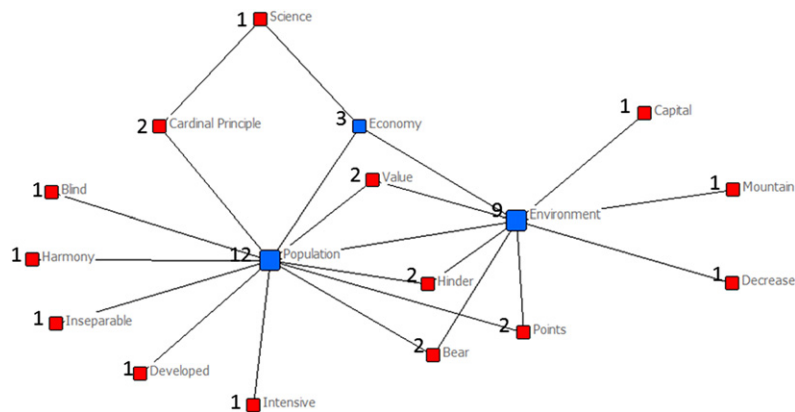 1 Science
2 Cardinal Principle
3 Economy
1 Capital
1 Blind
2 Value
1 Mountain
9 Environment
12 Population
1 Harmony
2 Hinder
1 Decrease
1 Inseparable
2 Points
2 Bear
1 Developed
1 Intensive